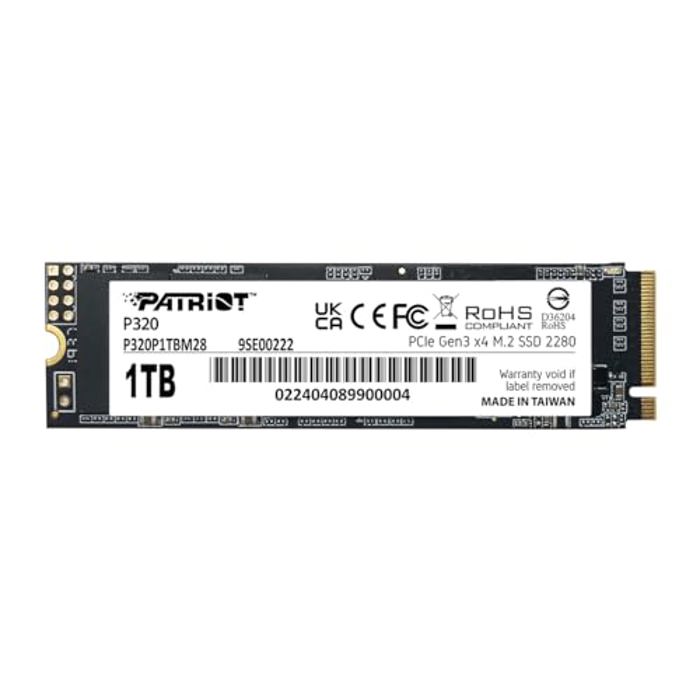 PATRIOT
P320
P320P1TBM28 9SE00222
1TB
022404089900004
UK
CA CE FC RoHS
COMPLIANT
D36204
RoHS
PCIe Gen3 x4 M.2 SSD 2280
Warranty void if
label removed
MADE IN TAIWAN